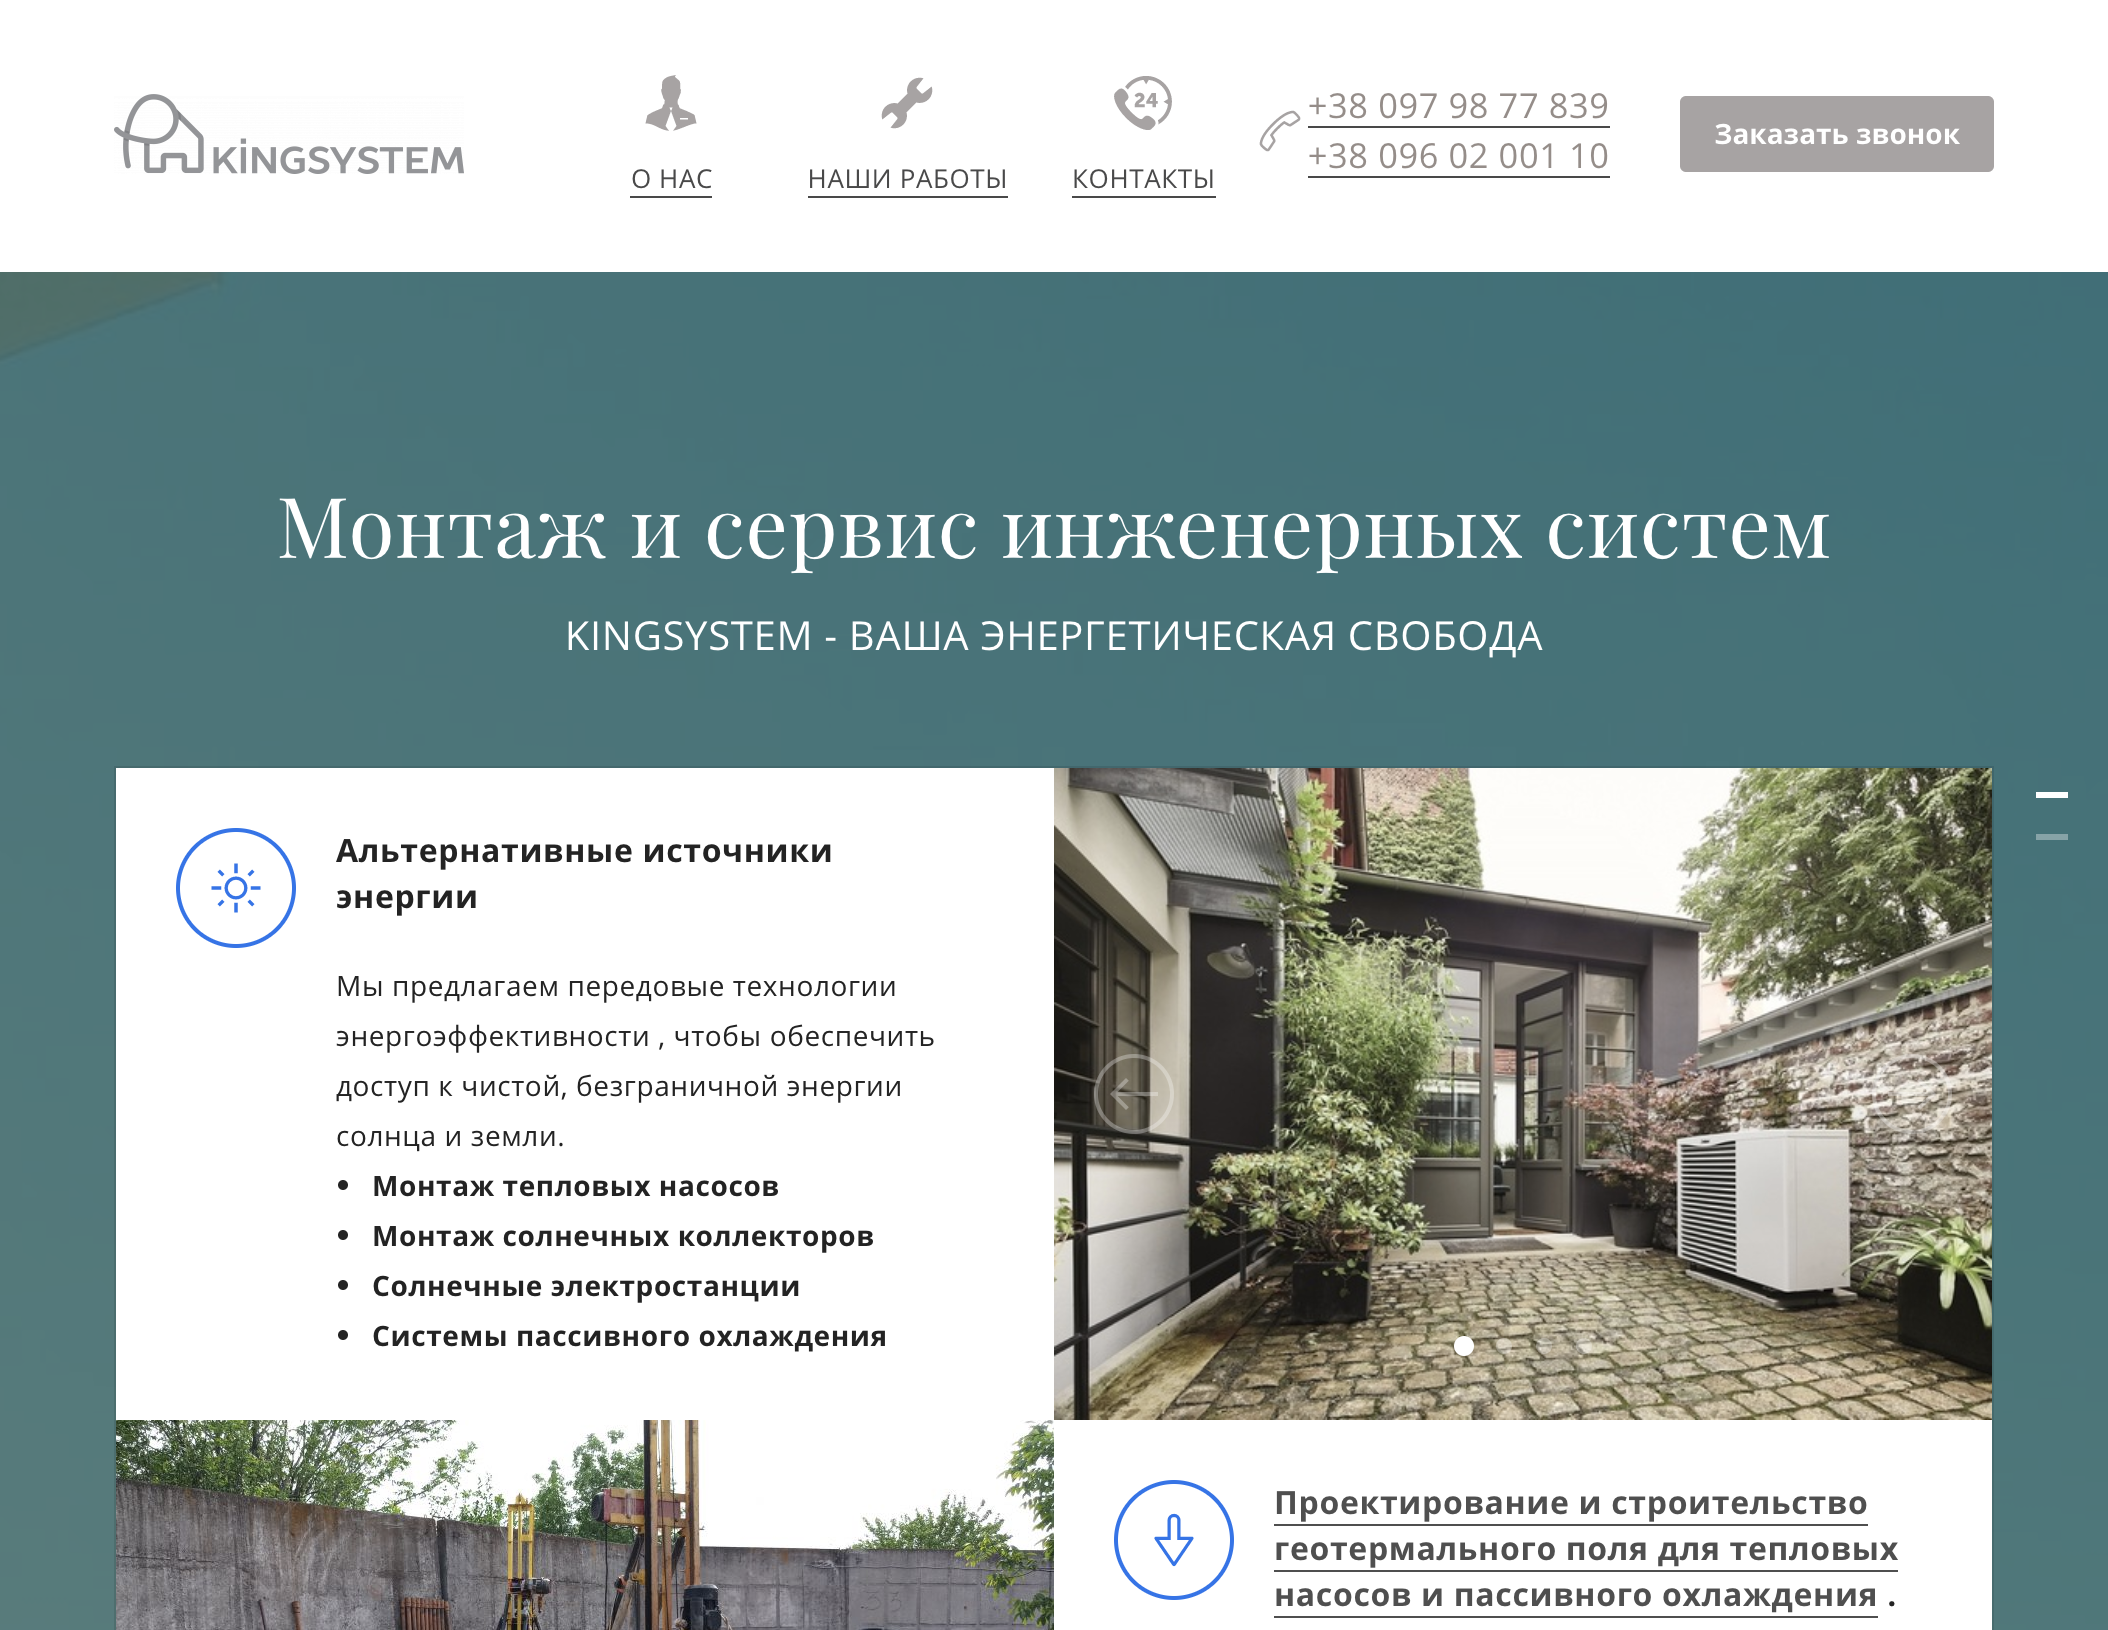 KINGSYSTEM
О НАС
НАШИ РАБОТЫ
24
КОНТАКТЫ
+38 097 98 77 839
+38 096 02 001 10
Заказать звонок
Монтаж и сервис инженерных систем
KINGSYSTEM - ВАША ЭНЕРГЕТИЧЕСКАЯ СВОБОДА
Альтернативные источники
энергии
Мы предлагаем передовые технологии
энергоэффективности , чтобы обеспечить
доступ к чистой, безграничной энергии
солнца и земли.
• Монтаж тепловых насосов
• Монтаж солнечных коллекторов
• Солнечные электростанции
• Системы пассивного охлаждения
Проектирование и строительство
геотермального поля для тепловых
насосов и пассивного охлаждения .